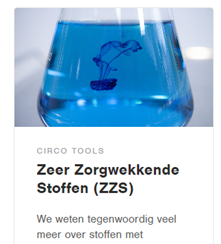 CIRCO TOOLS
Zeer Zorgwekkende
Stoffen (ZZS)
We weten tegenwoordig veel
meer over stoffen met